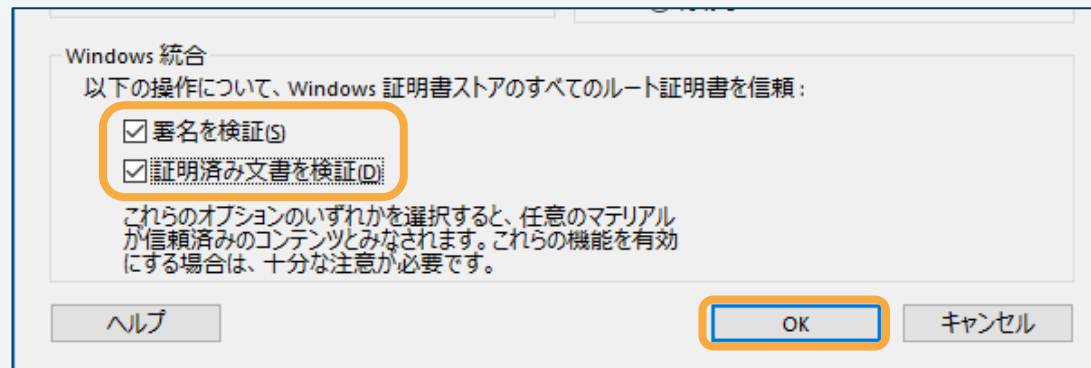 Windows 統合
以下の操作について、Windows 証明書ストアのすべてのルート証明書を信頼:
署名を検証(S)
証明済み文書を検証(D)
これらのオプションのいずれかを選択すると、任意のマテリアル
が信頼済みのコンテンツとみなされます。これらの機能を有効
にする場合は、十分な注意が必要です。
ヘルプ
OK
キャンセル